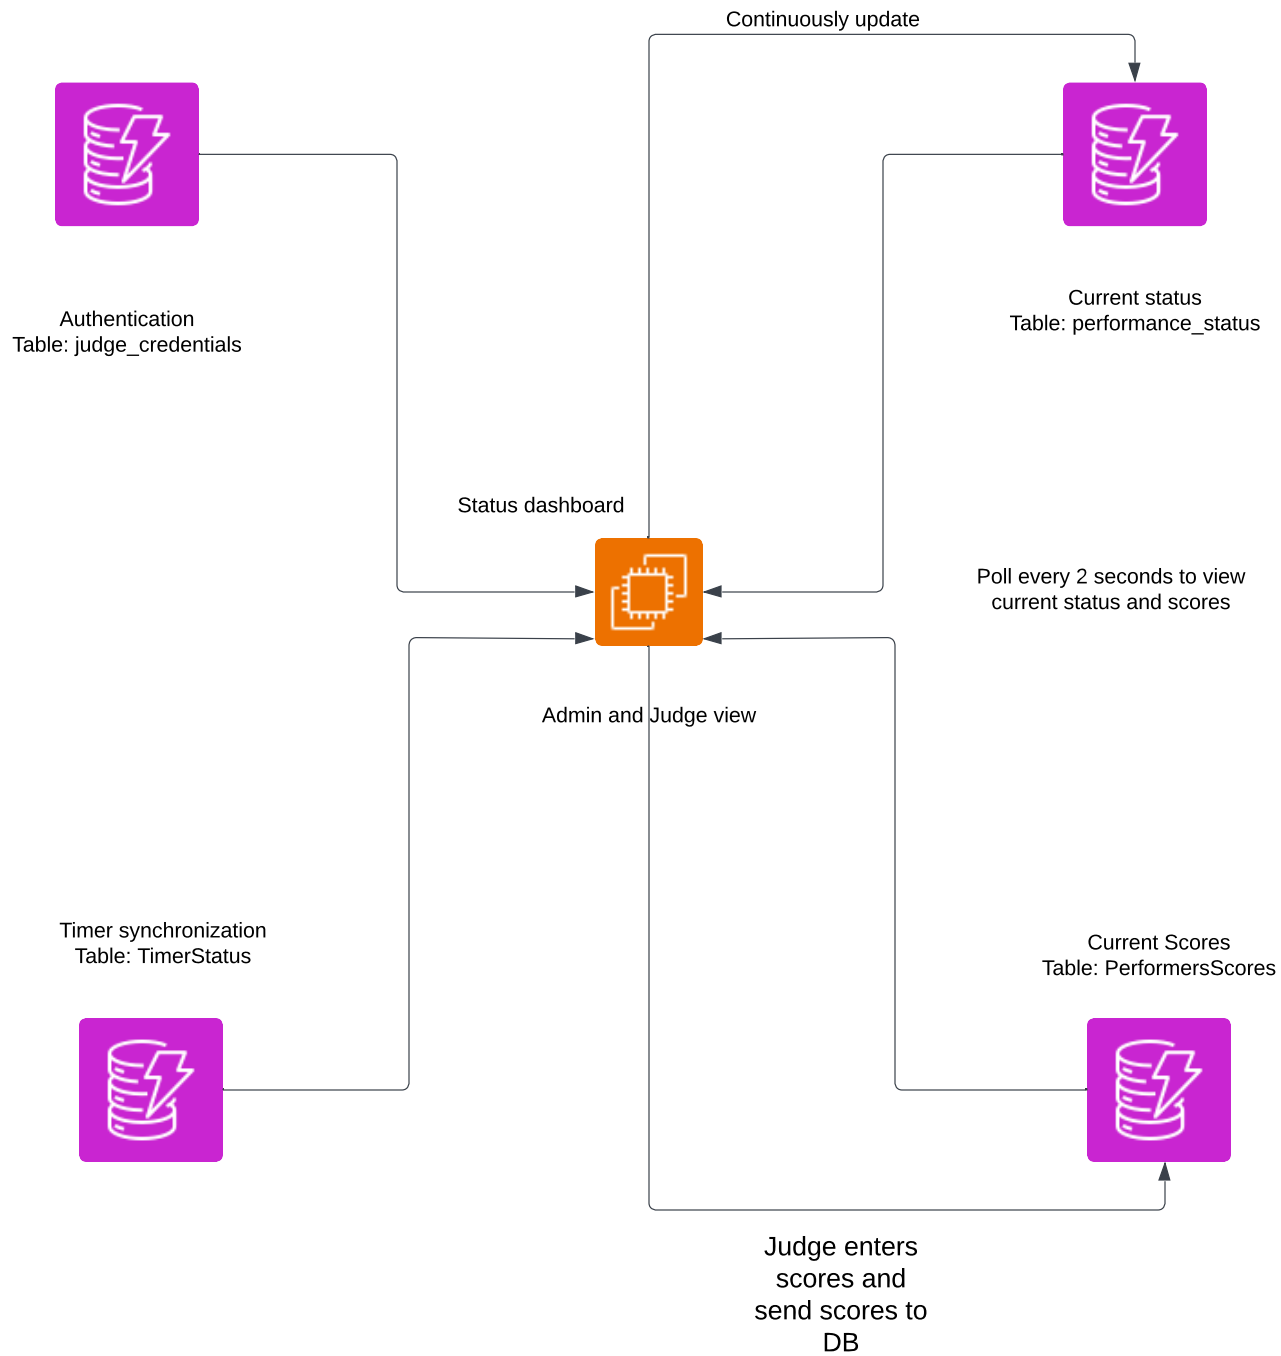 Continuously update
Authentication
Table: judge_credentials
Current status
Table: performance_status
Status dashboard
Poll every 2 seconds to view
current status and scores
Admin and Judge view
Timer synchronization
Table: TimerStatus
Current Scores
Table: PerformersScores
Judge enters
scores and
send scores to
DB